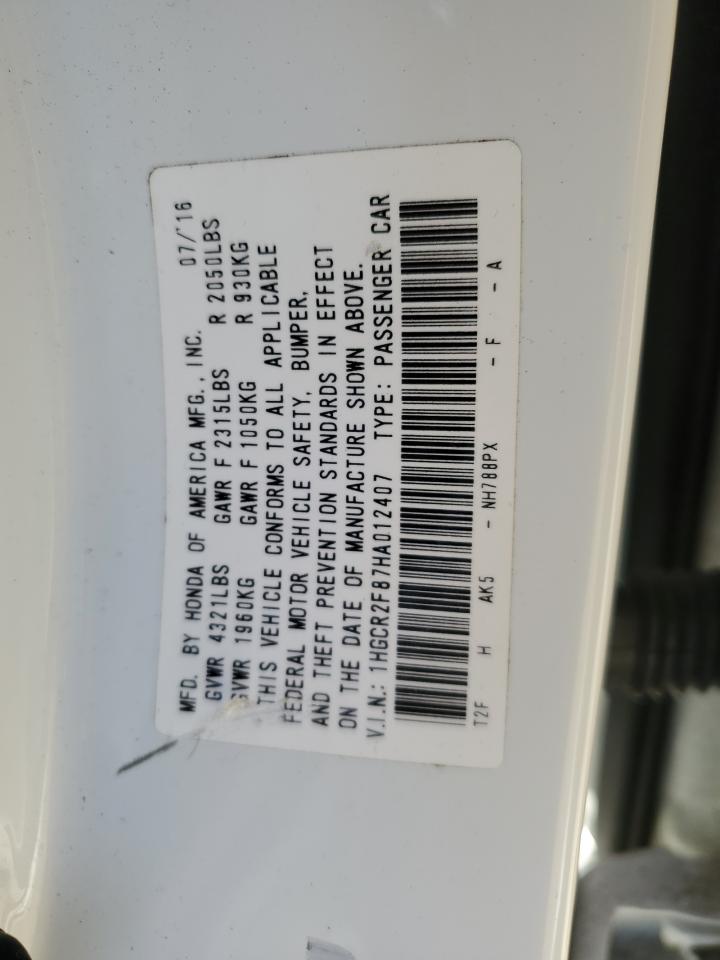 MFD. BY HONDA OF AMERICA MFG., INC. 07/'16
GVWR 4321LBS GAWR F 2315LBS R 2050LBS
GVWR 1960KG GAWR F 1050KG R 930KG
THIS VEHICLE CONFORMS TO ALL APPLICABLE
FEDERAL MOTOR VEHICLE SAFETY, BUMPER,
AND THEFT PREVENTION STANDARDS IN EFFECT
ON THE DATE OF MANUFACTURE SHOWN ABOVE.
V.I.N.: 1HGCR2F87HA012407 TYPE: PASSENGER CAR
T2F H AK5 - NH788PX - F - A